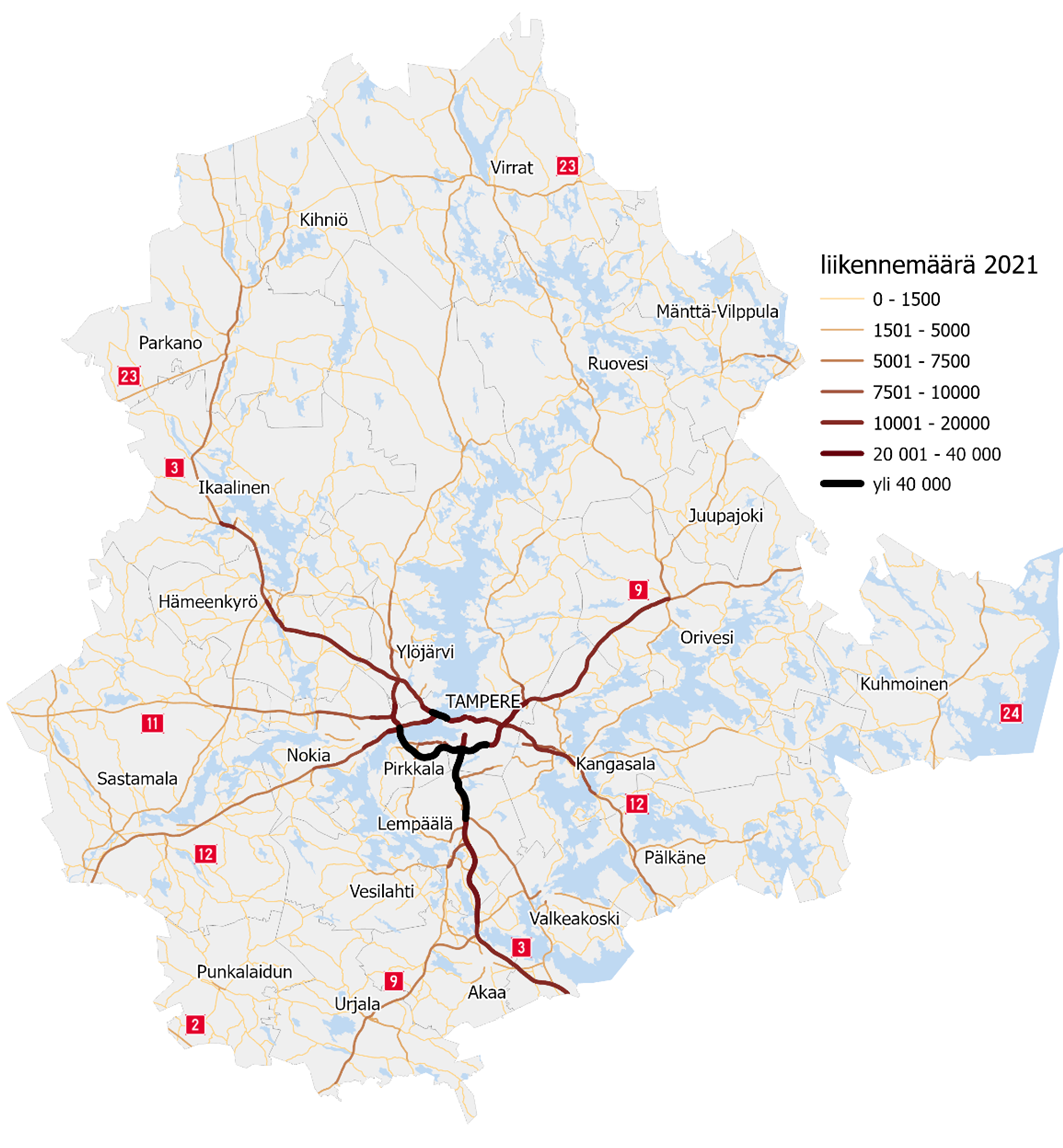 Virrat
23
Kihniö
liikennemäärä 2021
0 - 1500
1501 - 5000
5001 - 7500
7501 - 10000
10001 - 20000
20 001 - 40 000
yli 40 000
Mänttä-Vilppula
Parkano
Ruovesi
23
3
Ikaalinen
Juupajoki
9
Hämeenkyrö
Orivesi
Ylöjärvi
Kuhmoinen
TAMPERE
24
11
Nokia
Pirkkala
Kangasala
Sastamala
12
Lempäälä
12
Pälkäne
Vesilahti
Valkeakoski
3
Punkalaidun
9
Akaa
Urjala
2